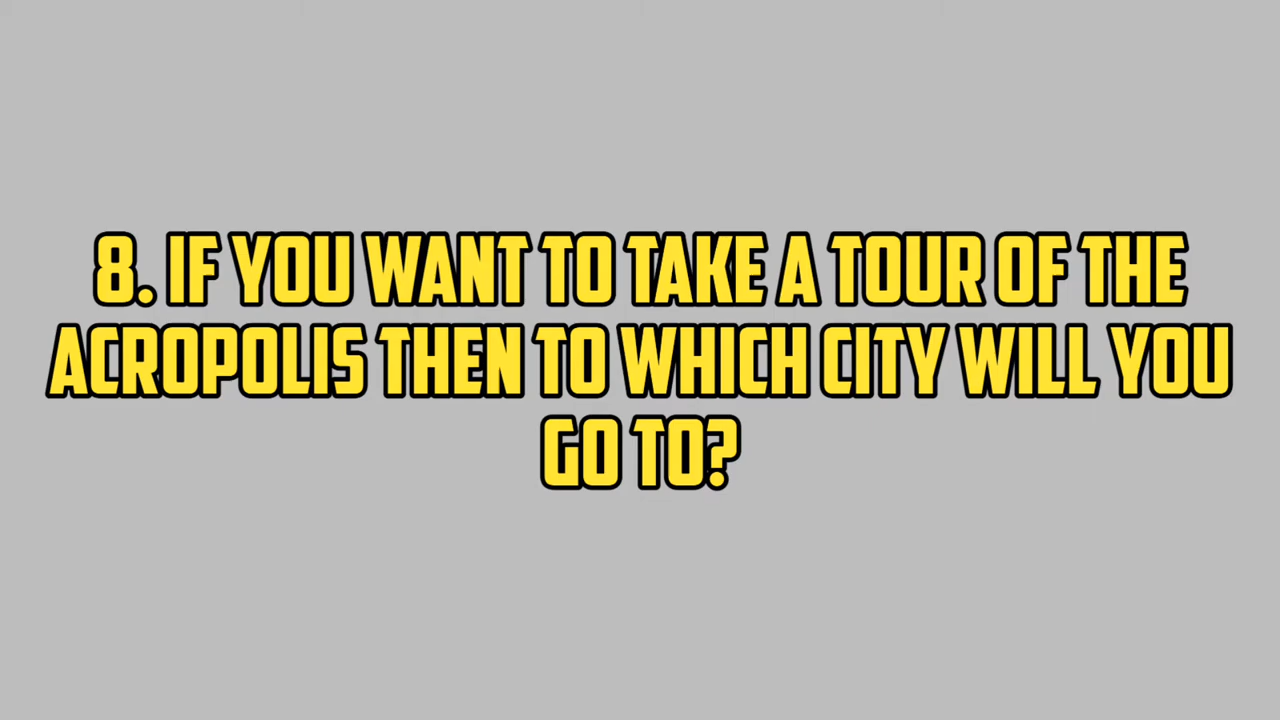 8. IF YOU WANT TO TAKE A TOUR OF THE
ACROPOLIS THEN TO WHICH CITY WILL YOU
GO TO?